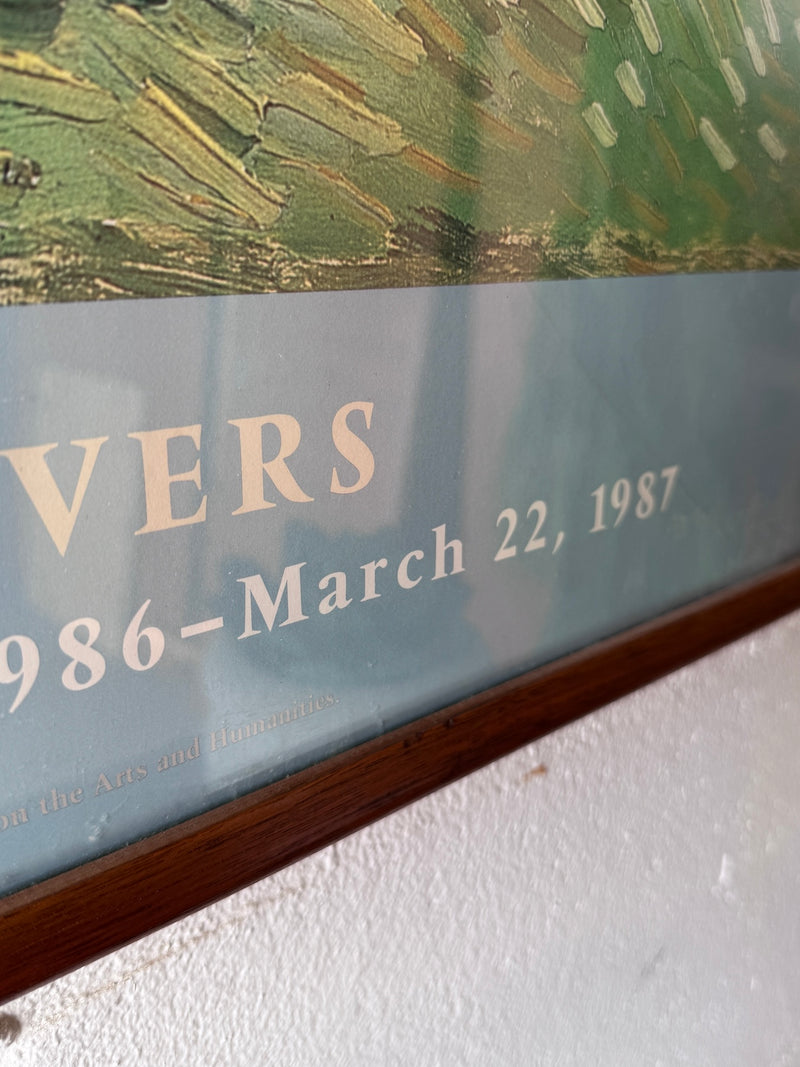 VERS
986–March 22, 1987
on the Arts and Humanities.